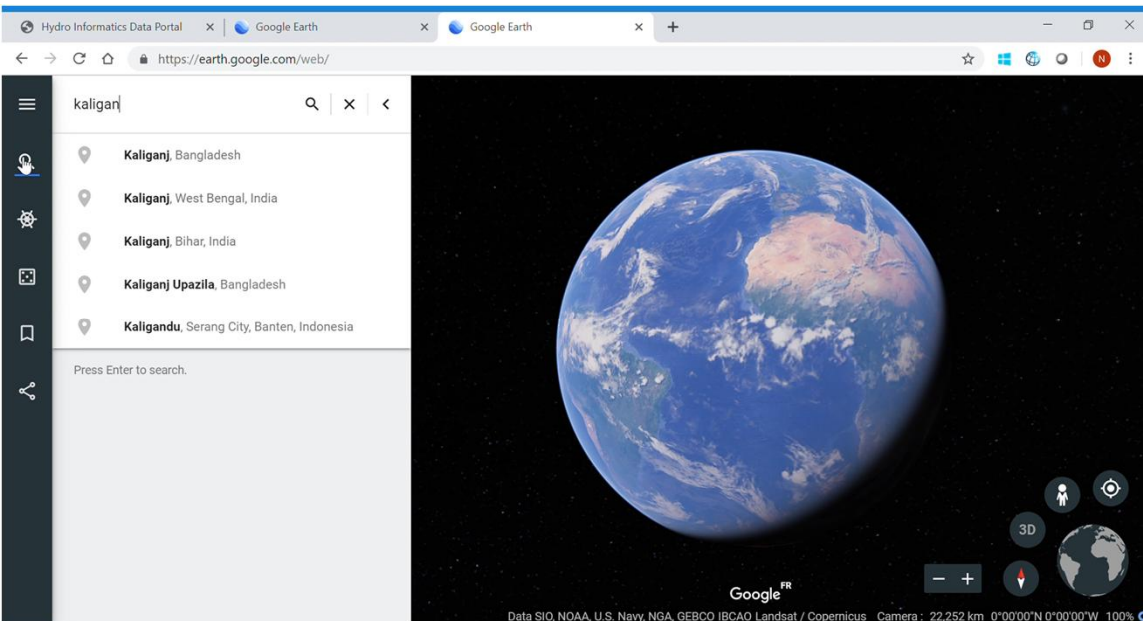 Hydro Informatics Data Portal
Google Earth
Google Earth
https://earth.google.com/web/
N
kaligan
Kaliganj, Bangladesh
Kaliganj, West Bengal, India
Kaliganj, Bihar, India
Kaliganj Upazila, Bangladesh
Kaligandu, Serang City, Banten, Indonesia
Press Enter to search.
3D
Google FR
Data SIO, NOAA, U.S. Navy, NGA, GEBCO IBCAO Landsat / Copernicus Camera : 22,252 km 0°00'00"N 0°00'00"W 100%